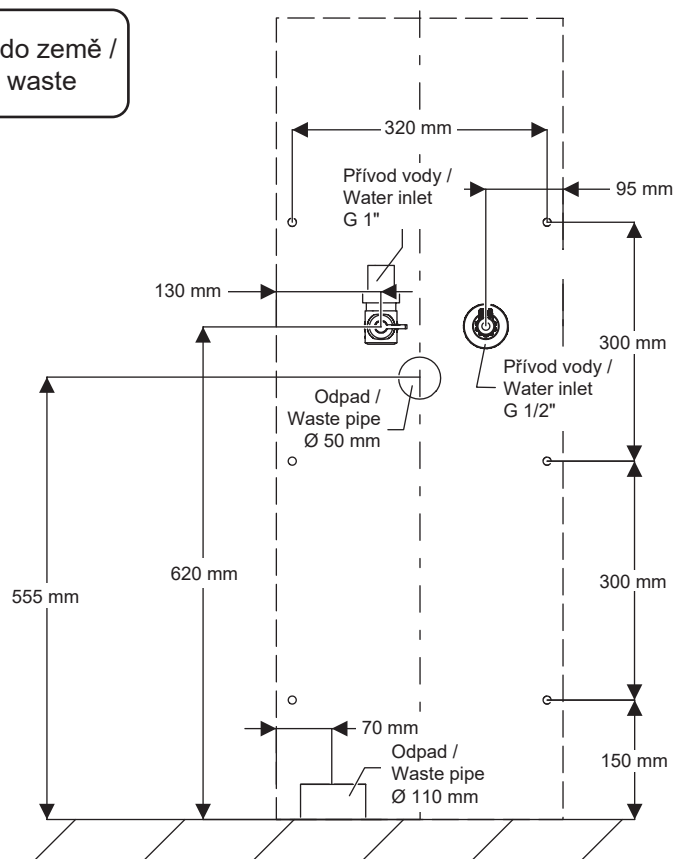 do země /
waste
320 mm
Přívod vody /
Water inlet
G 1"
95 mm
130 mm
300 mm
Přívod vody /
Water inlet
G 1/2"
Odpad /
Waste pipe
Ø 50 mm
620 mm
555 mm
300 mm
70 mm
Odpad /
Waste pipe
Ø 110 mm
150 mm